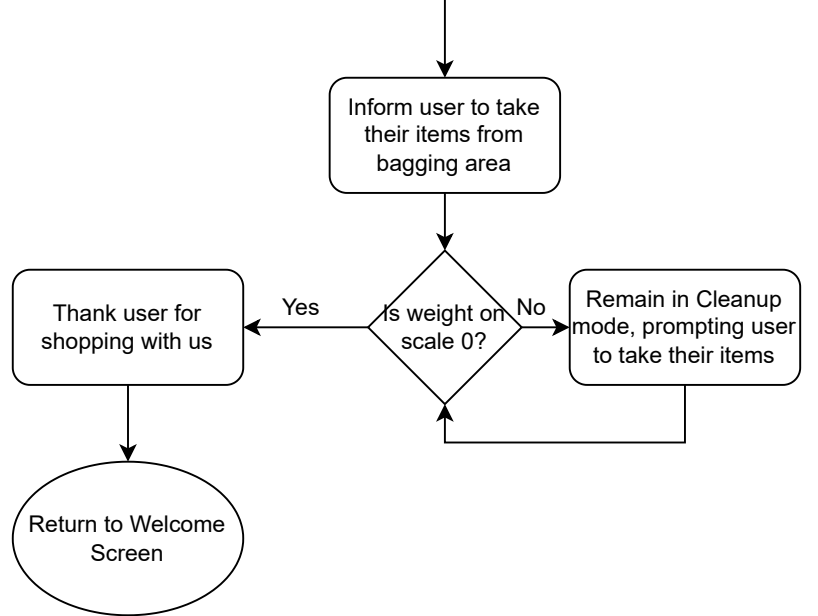 Inform user to take
their items from
bagging area
Is weight on
scale 0?
Yes
No
Thank user for
shopping with us
Remain in Cleanup
mode, prompting user
to take their items
Return to Welcome
Screen